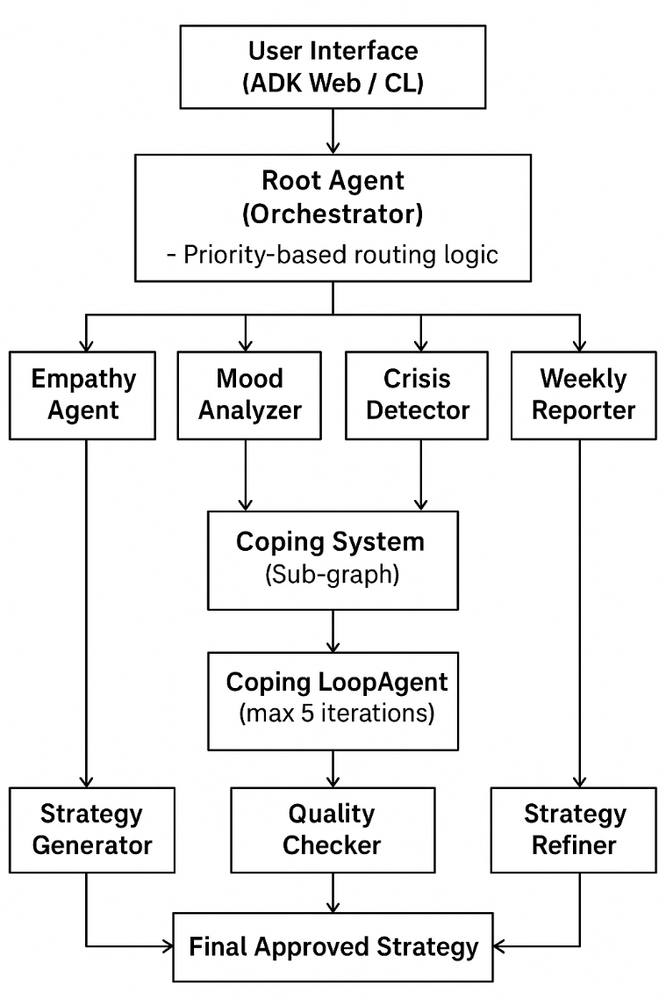 User Interface
(ADK Web / CL)
Root Agent
(Orchestrator)
- Priority-based routing logic
Empathy
Agent
Mood
Analyzer
Crisis
Detector
Weekly
Reporter
Coping System
(Sub-graph)
Coping LoopAgent
(max 5 iterations)
Strategy
Generator
Quality
Checker
Strategy
Refiner
Final Approved Strategy